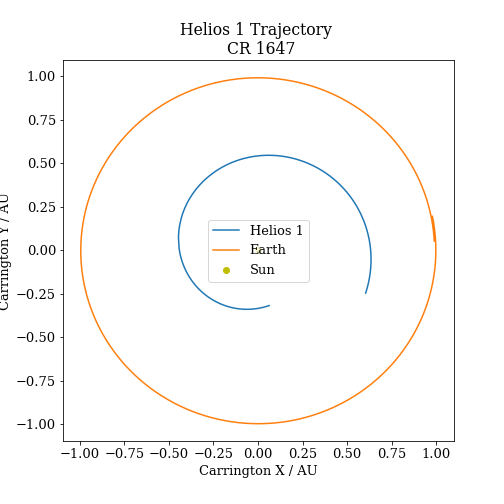 Helios 1 Trajectory
CR 1647
1.00
0.75
0.50
0.25
0.00
−0.25
−0.50
−0.75
−1.00
Carrington Y / AU
Helios 1
Earth
Sun
−1.00 −0.75 −0.50 −0.25 0.00 0.25 0.50 0.75 1.00
Carrington X / AU